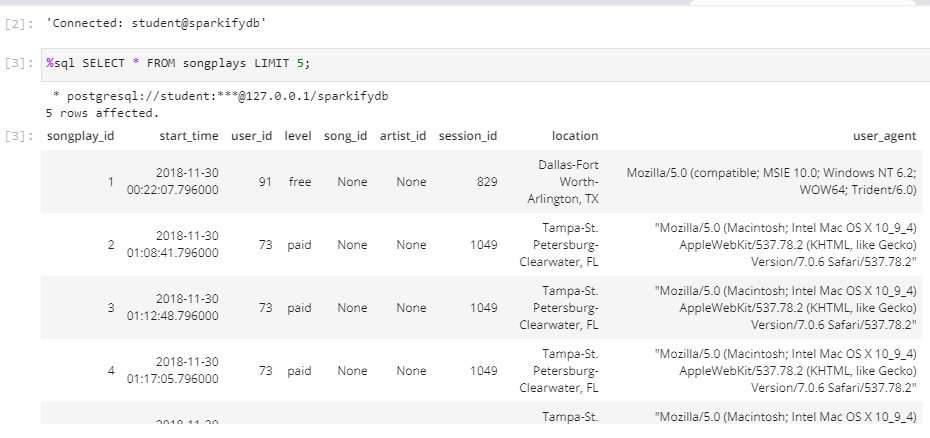 [2]: 'Connected: student@sparkifydb'
[3]: %sql SELECT * FROM songplays LIMIT 5;
* postgresql://student:***@127.0.0.1/sparkifydb
5 rows affected.
[3]: songplay_id start_time user_id level song_id artist_id session_id location user_agent
1 2018-11-30 00:22:07.796000 91 free None None 829 Dallas-Fort Worth-Arlington, TX Mozilla/5.0 (compatible; MSIE 10.0; Windows NT 6.2; WOW64; Trident/6.0)
2 2018-11-30 01:08:41.796000 73 paid None None 1049 Tampa-St. Petersburg-Clearwater, FL "Mozilla/5.0 (Macintosh; Intel Mac OS X 10_9_4) AppleWebKit/537.78.2 (KHTML, like Gecko) Version/7.0.6 Safari/537.78.2"
3 2018-11-30 01:12:48.796000 73 paid None None 1049 Tampa-St. Petersburg-Clearwater, FL "Mozilla/5.0 (Macintosh; Intel Mac OS X 10_9_4) AppleWebKit/537.78.2 (KHTML, like Gecko) Version/7.0.6 Safari/537.78.2"
4 2018-11-30 01:17:05.796000 73 paid None None 1049 Tampa-St. Petersburg-Clearwater, FL "Mozilla/5.0 (Macintosh; Intel Mac OS X 10_9_4) AppleWebKit/537.78.2 (KHTML, like Gecko) Version/7.0.6 Safari/537.78.2"
Tampa-St. "Mozilla/5.0 (Macintosh; Intel Mac OS X 10_9_4)